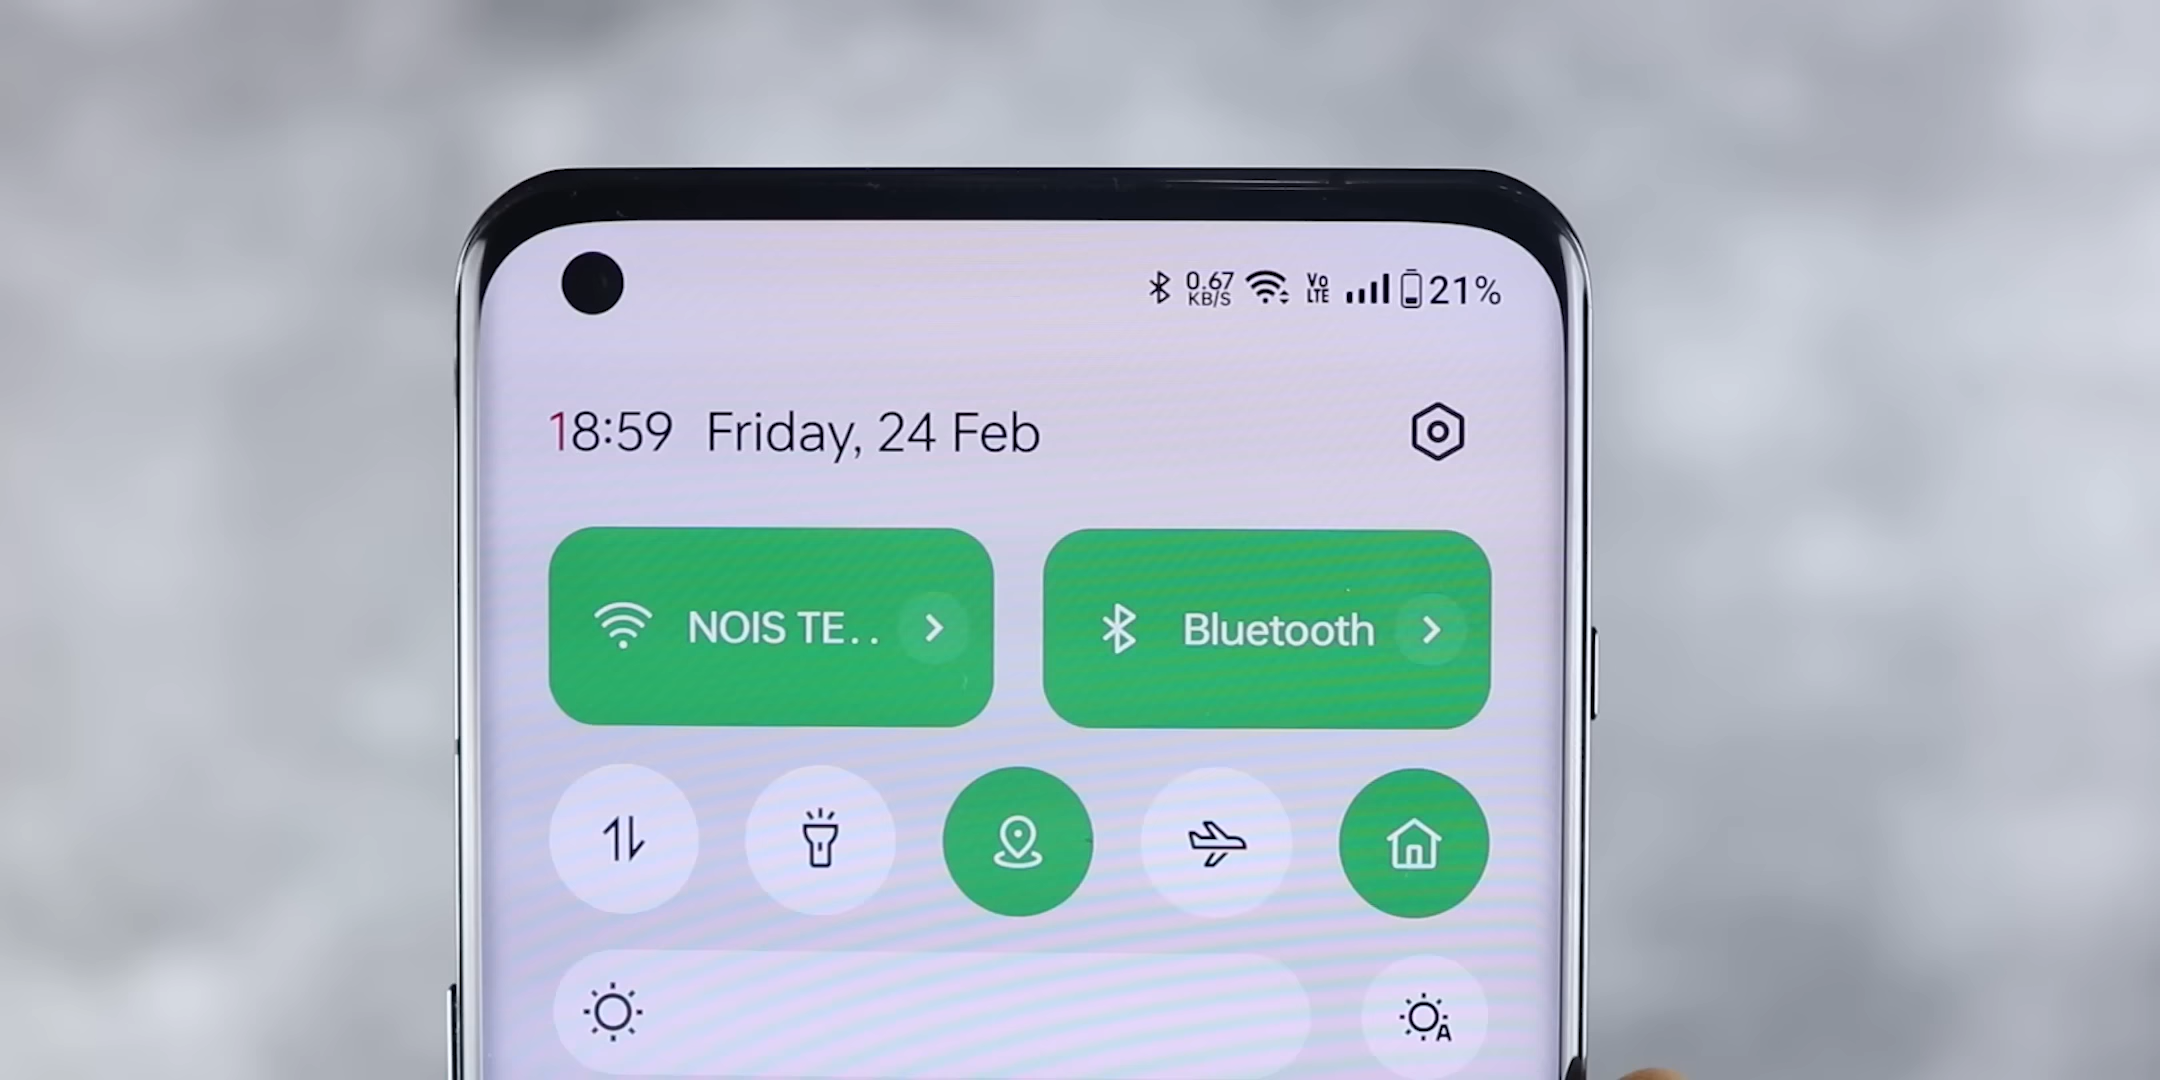 0.67 KB/S Vo LTE 21%
18:59 Friday, 24 Feb
NOIS TE.. Bluetooth
A